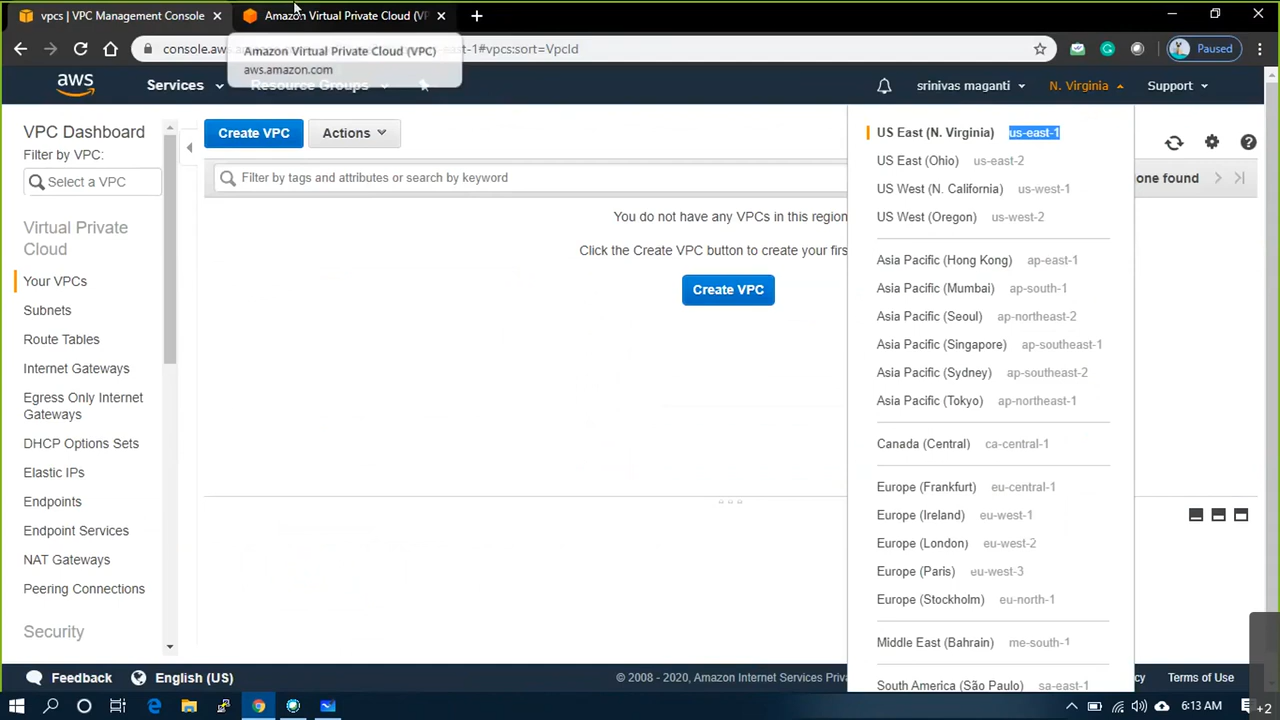 vpcs | VPC Management Console
Amazon Virtual Private Cloud (VP
console.aws
east-1#vpcs:sort=VpcId
Paused
Amazon Virtual Private Cloud (VPC)
aws.amazon.com
aws
Services
Resource Groups
srinivas maganti
N. Virginia
Support
VPC Dashboard
Filter by VPC:
Select a VPC
Virtual Private
Cloud
Your VPCs
Subnets
Route Tables
Internet Gateways
Egress Only Internet
Gateways
DHCP Options Sets
Elastic IPs
Endpoints
Endpoint Services
NAT Gateways
Peering Connections
Security
Create VPC
Actions
Filter by tags and attributes or search by keyword
one found
You do not have any VPCs in this region
Click the Create VPC button to create your firs
Create VPC
US East (N. Virginia) us-east-1
US East (Ohio) us-east-2
US West (N. California) us-west-1
US West (Oregon) us-west-2
Asia Pacific (Hong Kong) ap-east-1
Asia Pacific (Mumbai) ap-south-1
Asia Pacific (Seoul) ap-northeast-2
Asia Pacific (Singapore) ap-southeast-1
Asia Pacific (Sydney) ap-southeast-2
Asia Pacific (Tokyo) ap-northeast-1
Canada (Central) ca-central-1
Europe (Frankfurt) eu-central-1
Europe (Ireland) eu-west-1
Europe (London) eu-west-2
Europe (Paris) eu-west-3
Europe (Stockholm) eu-north-1
Middle East (Bahrain) me-south-1
South America (São Paulo) sa-east-1
Feedback
English (US)
© 2008 - 2020, Amazon Internet Services Priva
cy
Terms of Use
6:13 AM
+2